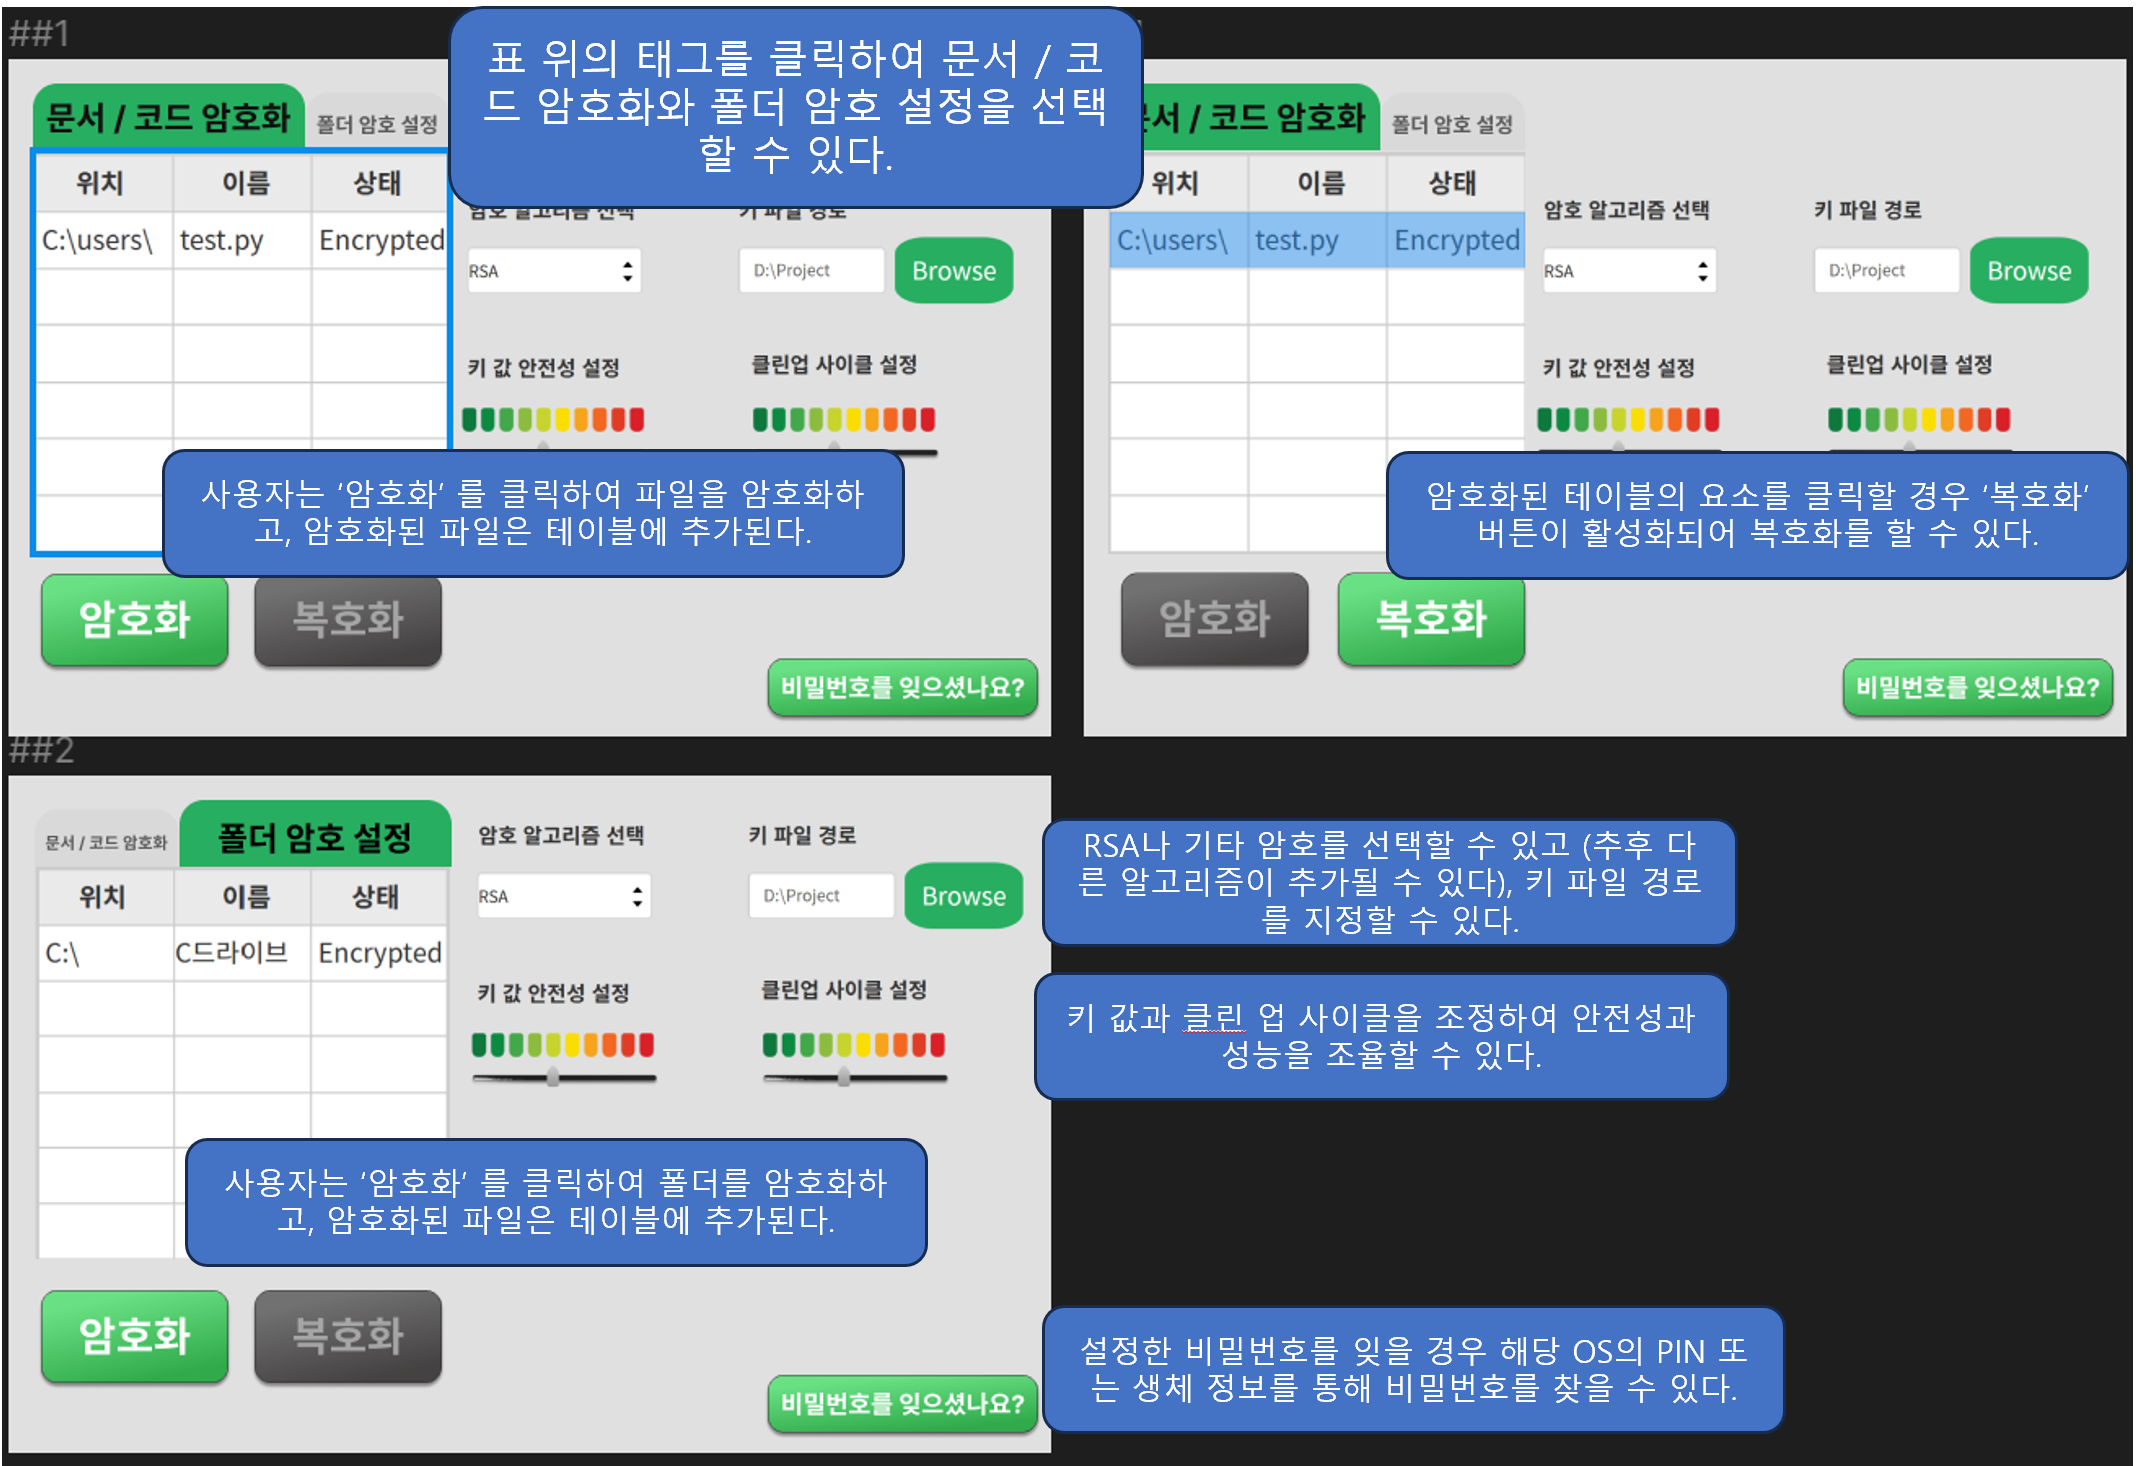 ##1
표 위의 태그를 클릭하여 문서 / 코
드 암호화와 폴더 암호 설정을 선택
할 수 있다.
문서 / 코드 암호화
폴더 암호 설정
위치 이름 상태
C:\users\ test.py Encrypted
암호 알고리즘 선택
키 파일 경로
RSA
D:\Project
Browse
키 값 안전성 설정
클린업 사이클 설정
사용자는 ‘암호화’ 를 클릭하여 파일을 암호화하
고, 암호화된 파일은 테이블에 추가된다.
암호화
복호화
비밀번호를 잊으셨나요?
문서 / 코드 암호화
폴더 암호 설정
위치 이름 상태
C:\users\ test.py Encrypted
암호 알고리즘 선택
키 파일 경로
RSA
D:\Project
Browse
키 값 안전성 설정
클린업 사이클 설정
암호화된 테이블의 요소를 클릭할 경우 ‘복호화’
버튼이 활성화되어 복호화를 할 수 있다.
암호화
복호화
비밀번호를 잊으셨나요?
##2
문서 / 코드 암호화
폴더 암호 설정
위치 이름 상태
C:\ C드라이브 Encrypted
암호 알고리즘 선택
키 파일 경로
RSA
D:\Project
Browse
키 값 안전성 설정
클린업 사이클 설정
RSA나 기타 암호를 선택할 수 있고 (추후 다
른 알고리즘이 추가될 수 있다), 키 파일 경로
를 지정할 수 있다.
키 값과 클린 업 사이클을 조정하여 안전성과
성능을 조율할 수 있다.
사용자는 ‘암호화’ 를 클릭하여 폴더를 암호화하
고, 암호화된 파일은 테이블에 추가된다.
암호화
복호화
비밀번호를 잊으셨나요?
설정한 비밀번호를 잊을 경우 해당 OS의 PIN 또
는 생체 정보를 통해 비밀번호를 찾을 수 있다.